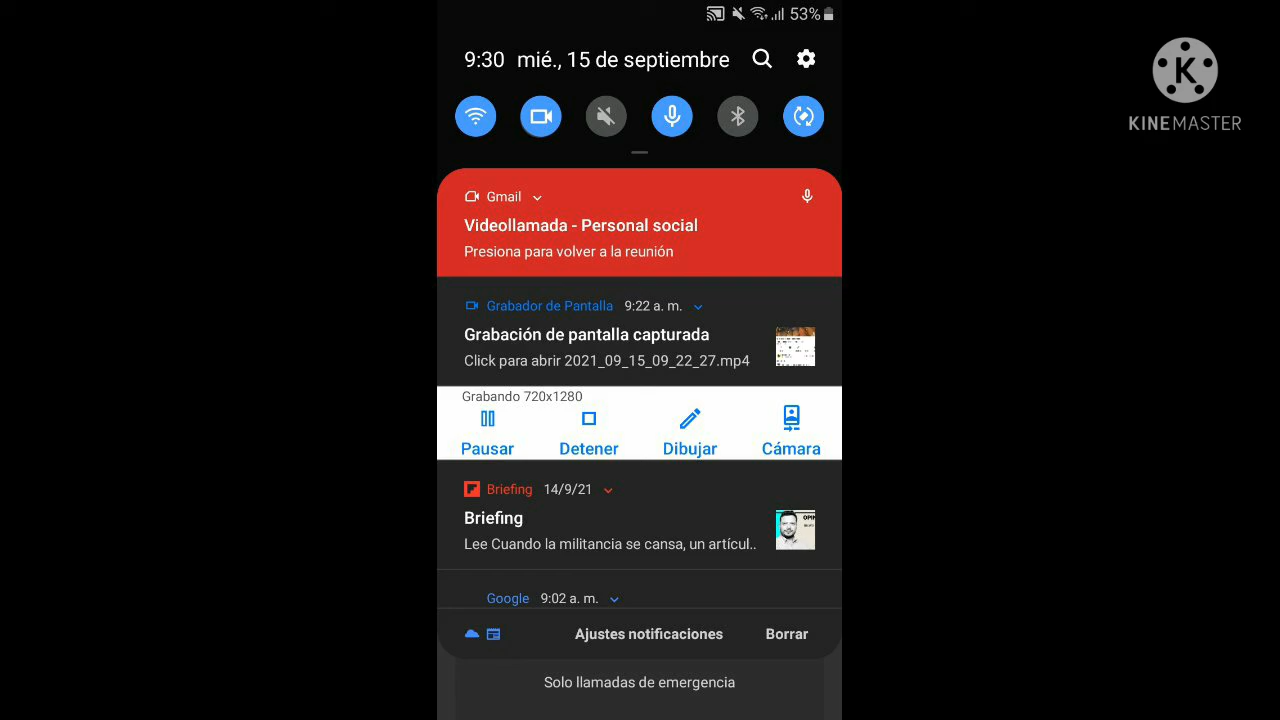 53%
9:30 mié., 15 de septiembre
K
KINEMASTER
Gmail
Videollamada - Personal social
Presiona para volver a la reunión
Grabador de Pantalla 9:22 a. m.
Grabación de pantalla capturada
Click para abrir 2021_09_15_09_22_27.mp4
Grabando 720x1280
Pausar Detener Dibujar Cámara
Briefing 14/9/21
Briefing
Lee Cuando la militancia se cansa, un artícul..
Google 9:02 a. m.
Ajustes notificaciones Borrar
Solo llamadas de emergencia